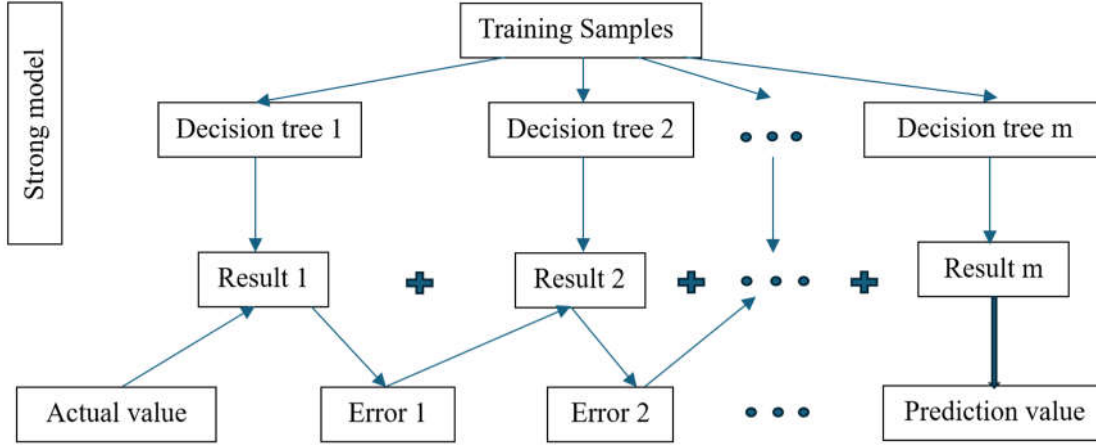 Strong model
Training Samples
Decision tree 1
Decision tree 2
Decision tree m
Result 1
Result 2
Result m
Actual value
Error 1
Error 2
Prediction value